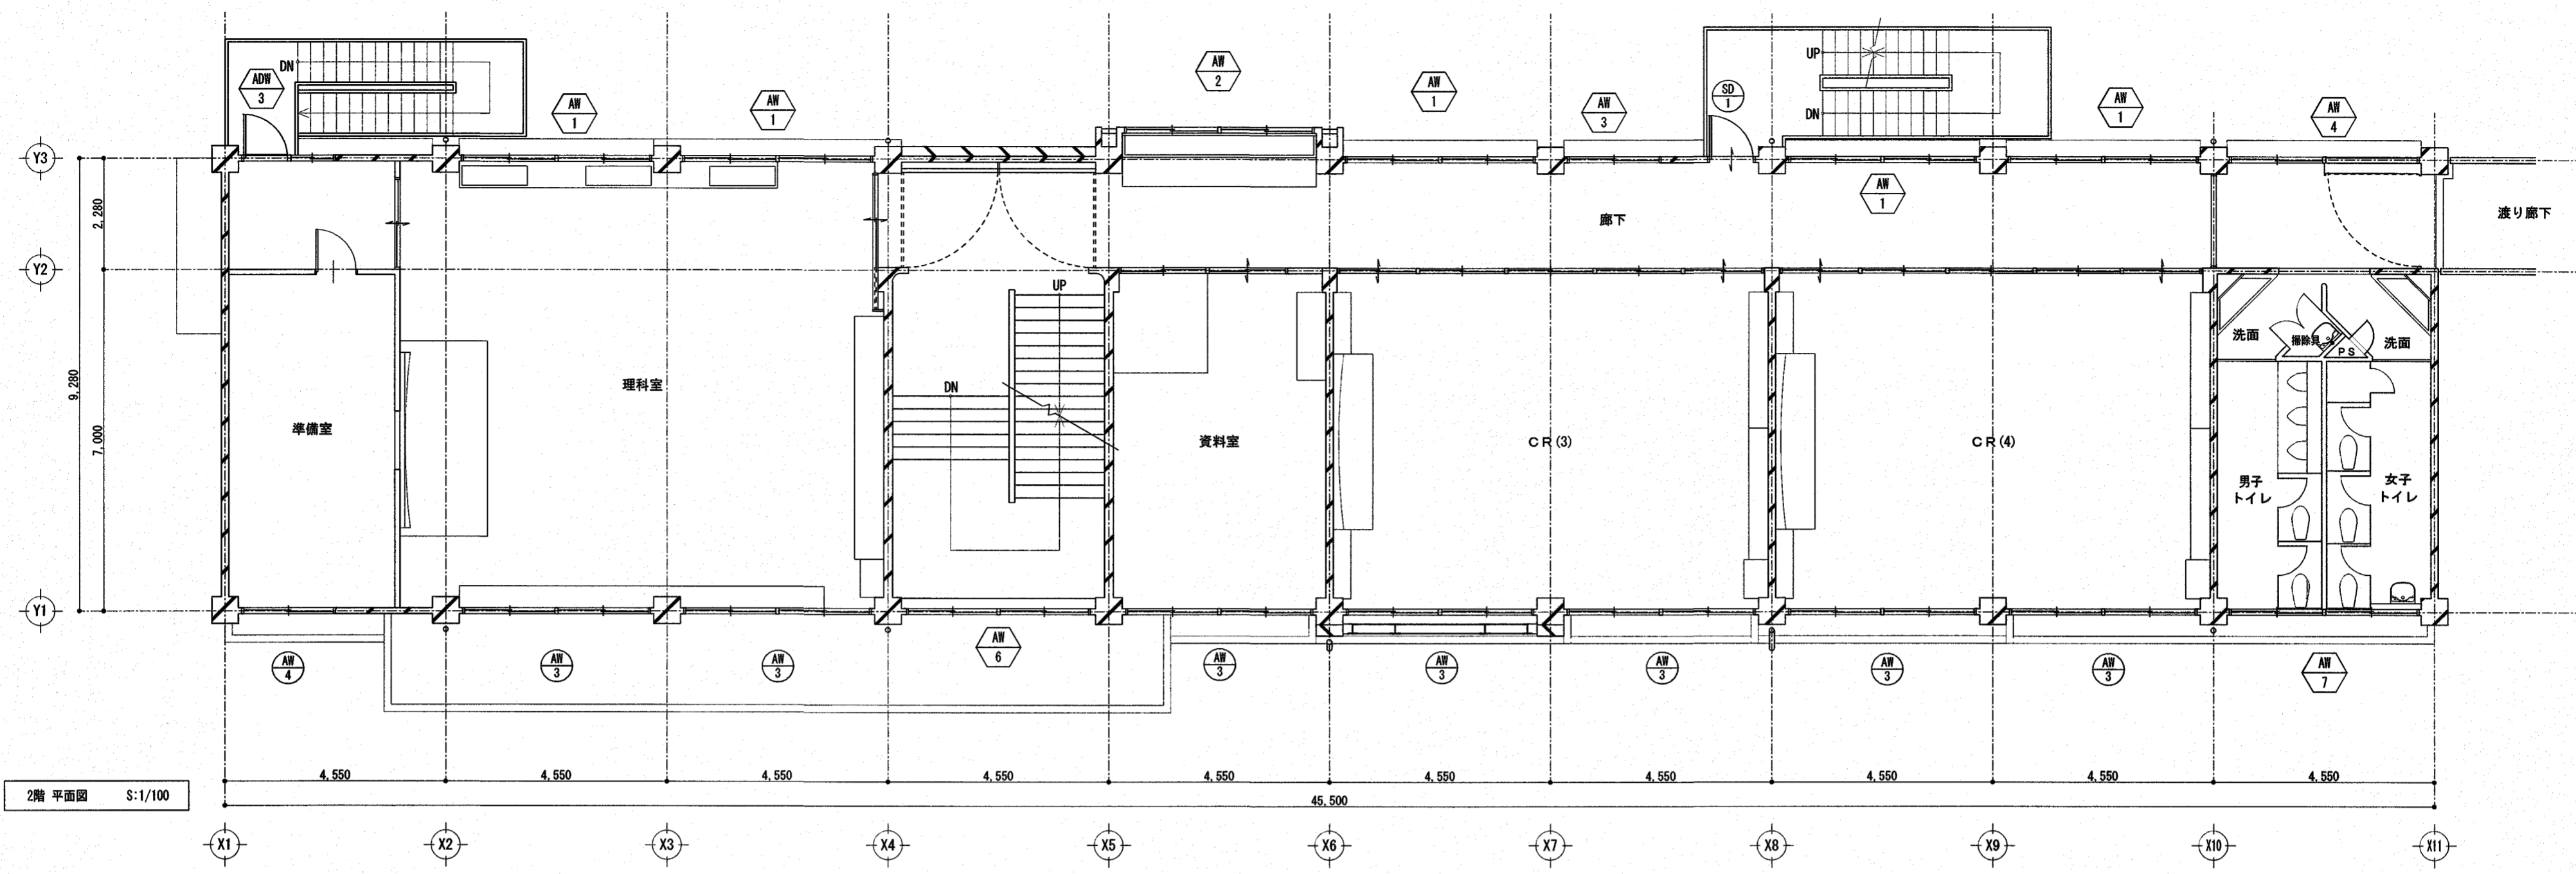 UP
DN
ADW
3
AW
1
AW
1
AW
2
AW
1
AW
3
SD
1
UP
DN
AW
1
AW
4
Y3
2,280
AW
1
廊下
渡り廊下
Y2
9,280
7,000
UP
DN
洗面
掃除具
PS
洗面
理科室
準備室
資料室
CR(3)
CR(4)
男子
トイレ
女子
トイレ
Y1
AW
4
AW
3
AW
3
AW
6
AW
3
AW
3
AW
3
AW
3
AW
3
AW
7
4,550
4,550
4,550
4,550
4,550
4,550
4,550
4,550
4,550
4,550
2階 平面図 S:1/100
45,500
X1
X2
X3
X4
X5
X6
X7
X8
X9
X10
X11